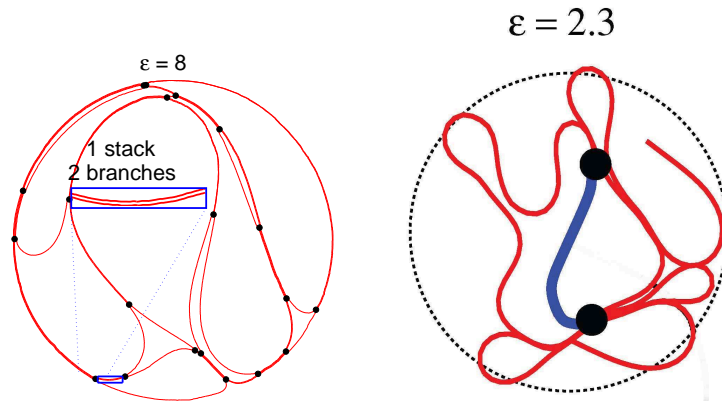 ε = 8
1 stack
2 branches
ε = 2.3